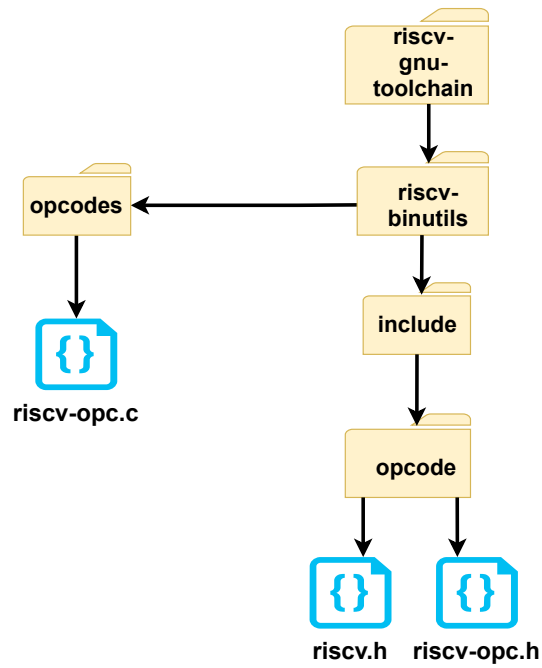 riscv-
gnu-
toolchain
opcodes
riscv-
binutils
include
{}
riscv-opc.c
opcode
{}
{}
riscv.h
riscv-opc.h